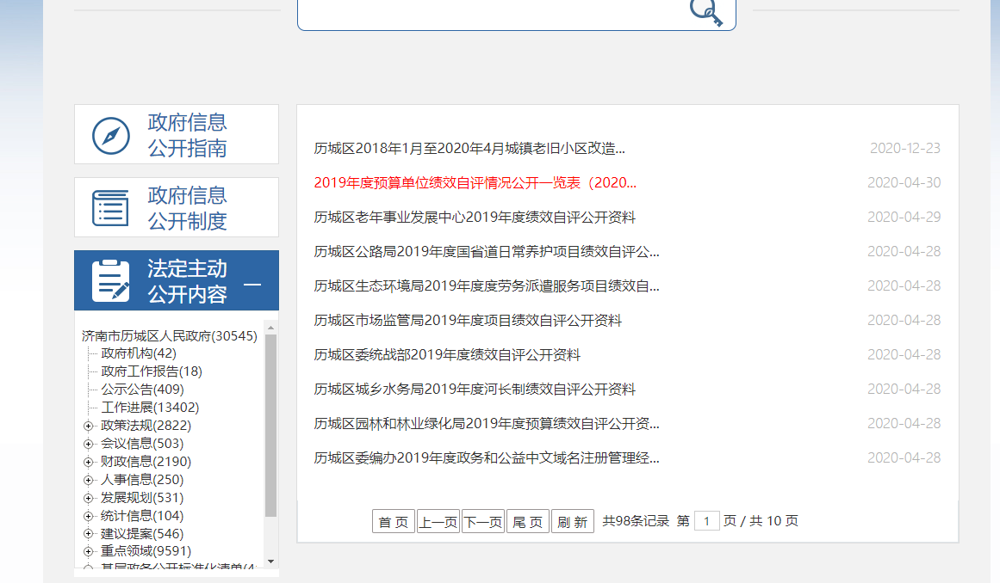 政府信息
公开指南
政府信息
公开制度
法定主动
公开内容
济南市历城区人民政府(30545)
政府机构(42)
政府工作报告(18)
公示公告(409)
工作进展(13402)
政策法规(2822)
会议信息(503)
财政信息(2190)
人事信息(250)
发展规划(531)
统计信息(104)
建议提案(546)
重点领域(9591)
基层政务公开标准化清单(4
历城区2018年1月至2020年4月城镇老旧小区改造... 2020-12-23
2019年度预算单位绩效自评情况公开一览表（2020... 2020-04-30
历城区老年事业发展中心2019年度绩效自评公开资料 2020-04-29
历城区公路局2019年度国省道日常养护项目绩效自评公... 2020-04-28
历城区生态环境局2019年度度劳务派遣服务项目绩效自... 2020-04-28
历城区市场监管局2019年度项目绩效自评公开资料 2020-04-28
历城区委统战部2019年度绩效自评公开资料 2020-04-28
历城区城乡水务局2019年度河长制绩效自评公开资料 2020-04-28
历城区园林和林业绿化局2019年度预算绩效自评公开资... 2020-04-28
历城区委编办2019年度政务和公益中文域名注册管理经... 2020-04-28
首 页 上一页 下一页 尾 页 刷 新 共98条记录 第 1 页 / 共 10 页